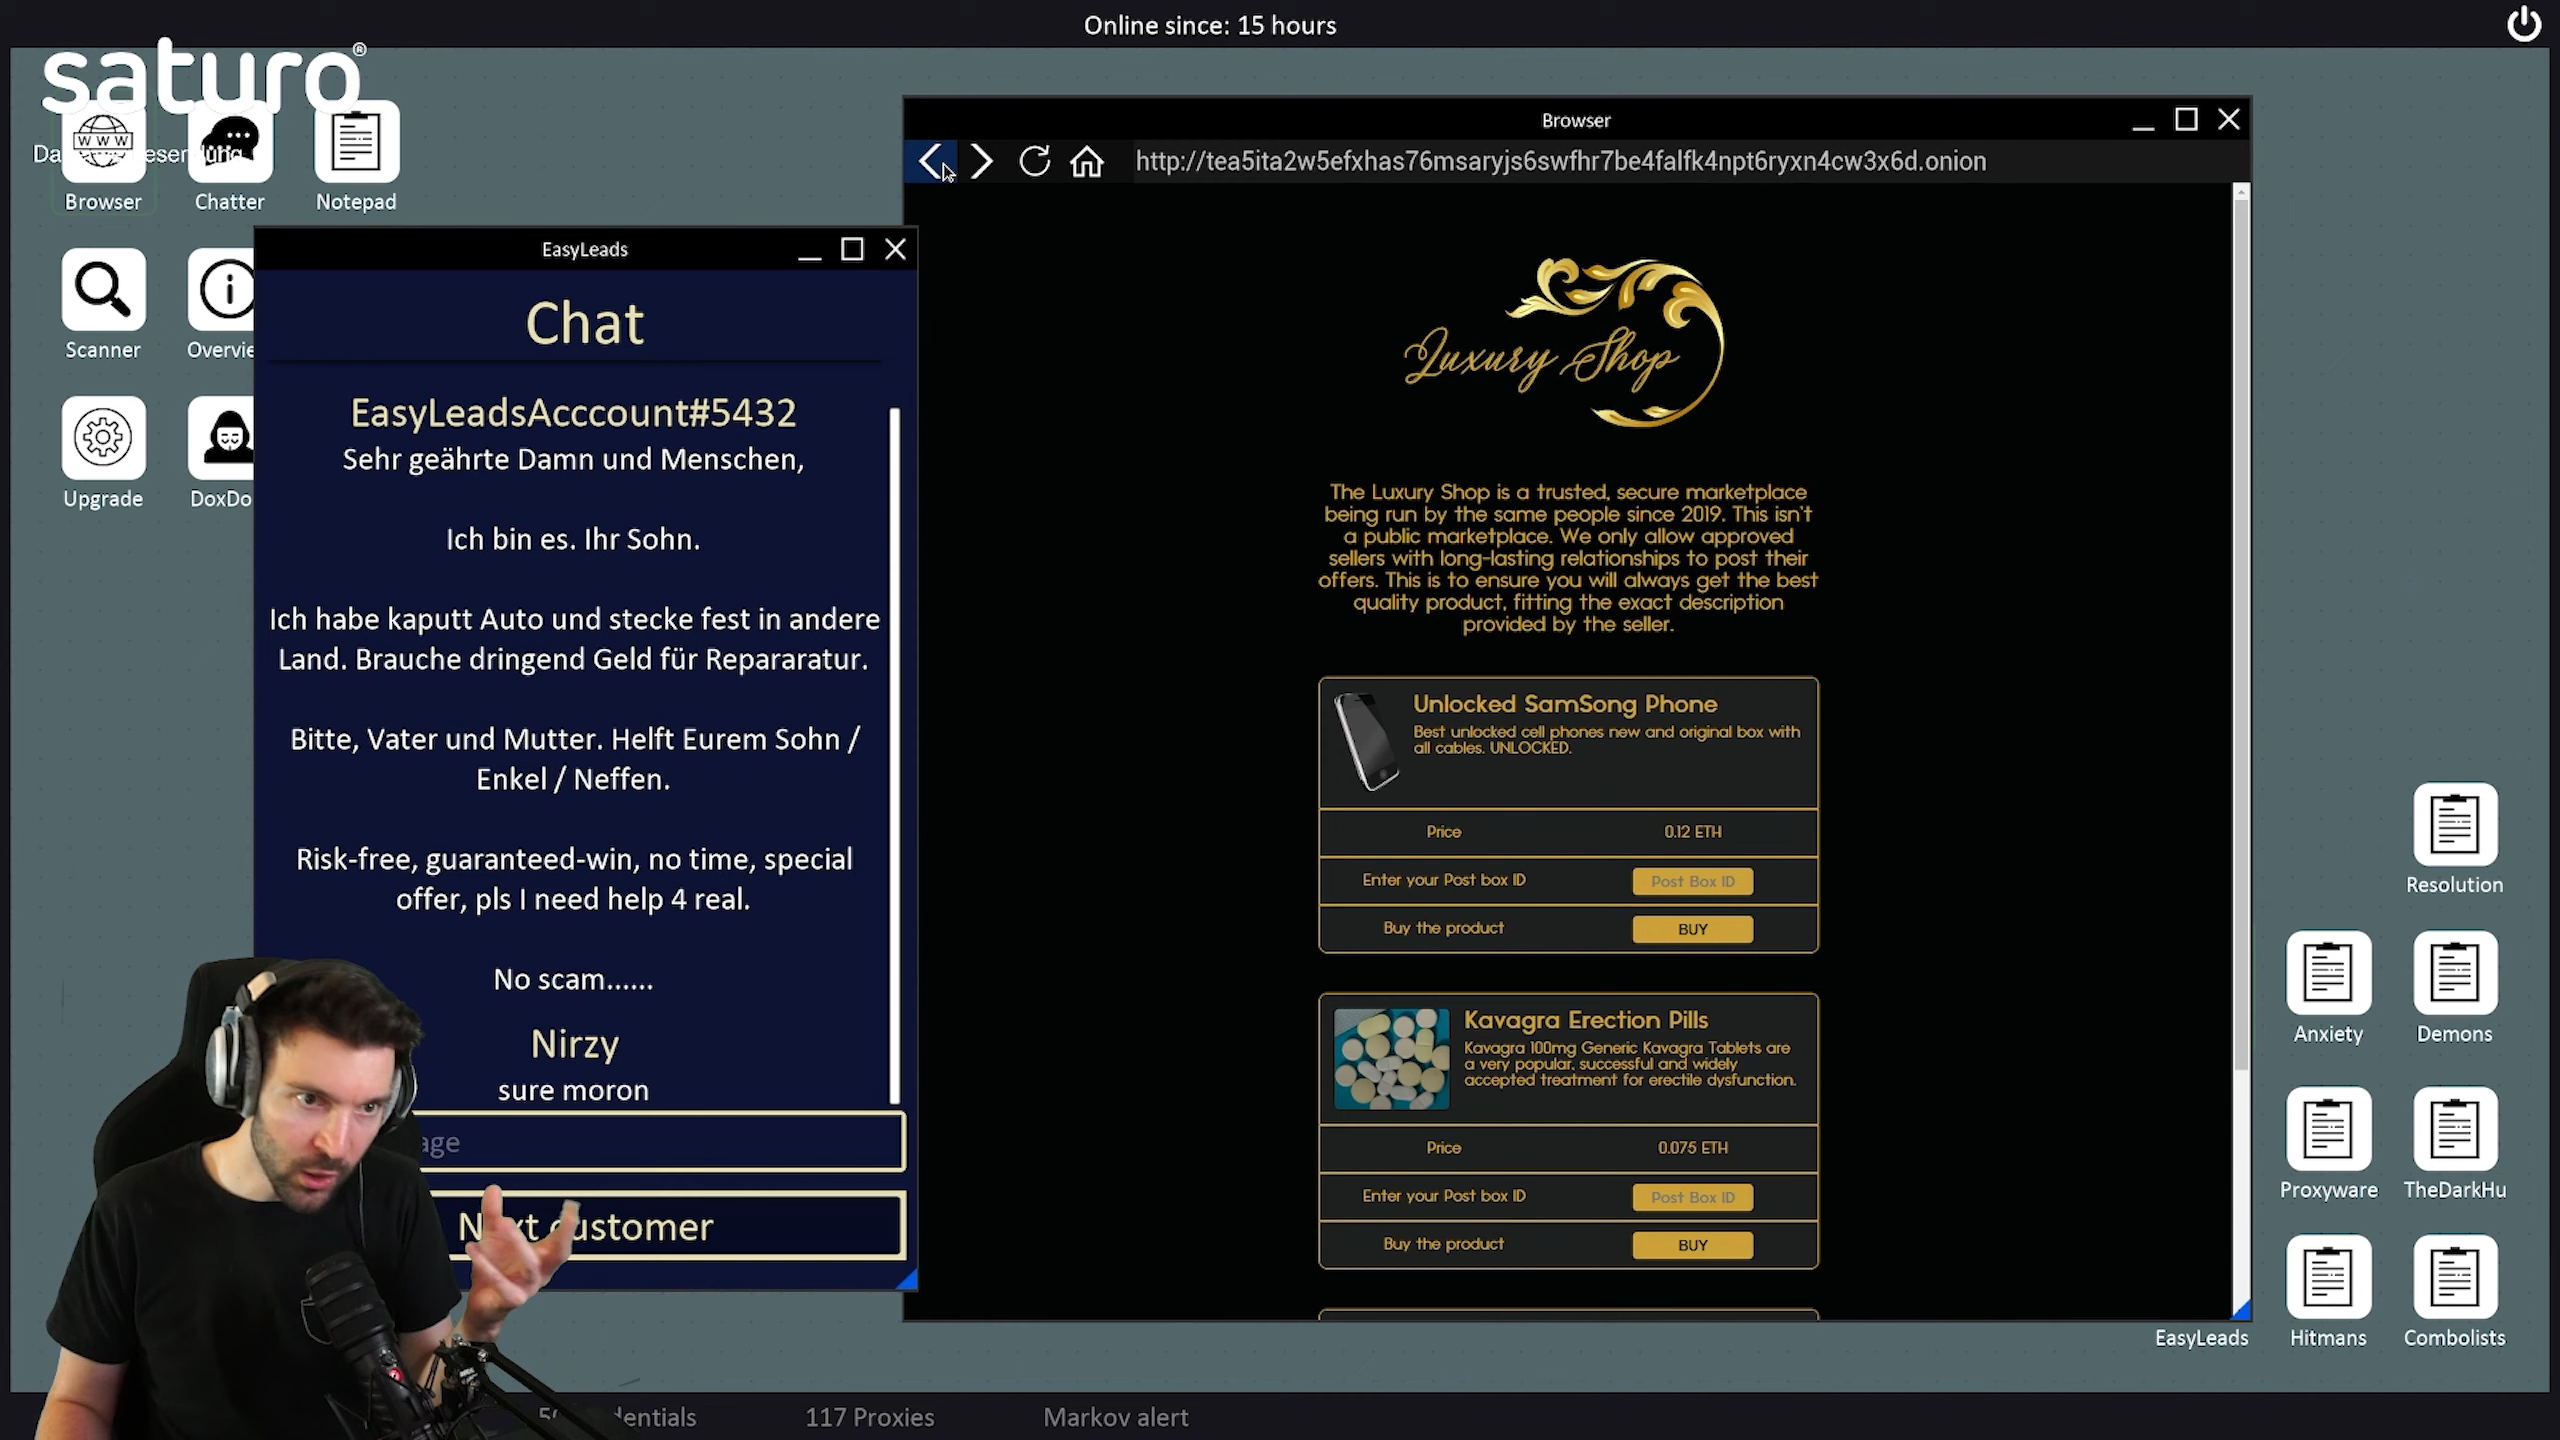 Online since: 15 hours
saturo®
Browser
Chatter
Notepad
Scanner
Overvie
Upgrade
DoxDo
EasyLeads
Chat
EasyLeadsAcccount#5432
Sehr geährte Damn und Menschen,
Ich bin es. Ihr Sohn.
Ich habe kaputt Auto und stecke fest in andere
Land. Brauche dringend Geld für Repararatur.
Bitte, Vater und Mutter. Helft Eurem Sohn /
Enkel / Neffen.
Risk-free, guaranteed-win, no time, special
offer, pls I need help 4 real.
No scam......
Nirzy
sure moron
age
Next customer
Browser
http://tea5ita2w5efxhas76msaryjs6swfhr7be4falfk4npt6ryxn4cw3x6d.onion
Luxury Shop
The Luxury Shop is a trusted, secure marketplace
being run by the same people since 2019. This isn't
a public marketplace. We only allow approved
sellers with long-lasting relationships to post their
offers. This is to ensure you will always get the best
quality product, fitting the exact description
provided by the seller.
Unlocked SamSong Phone
Best unlocked cell phones new and original box with
all cables. UNLOCKED.
Price 0.12 ETH
Enter your Post box ID Post Box ID
Buy the product BUY
Kavagra Erection Pills
Kavagra 100mg Generic Kavagra Tablets are
a very popular, successful and widely
accepted treatment for erectile dysfunction.
Price 0.075 ETH
Enter your Post box ID Post Box ID
Buy the product BUY
Resolution
Anxiety
Demons
Proxyware
TheDarkHu
EasyLeads
Hitmans
Combolists
117 Proxies
Markov alert